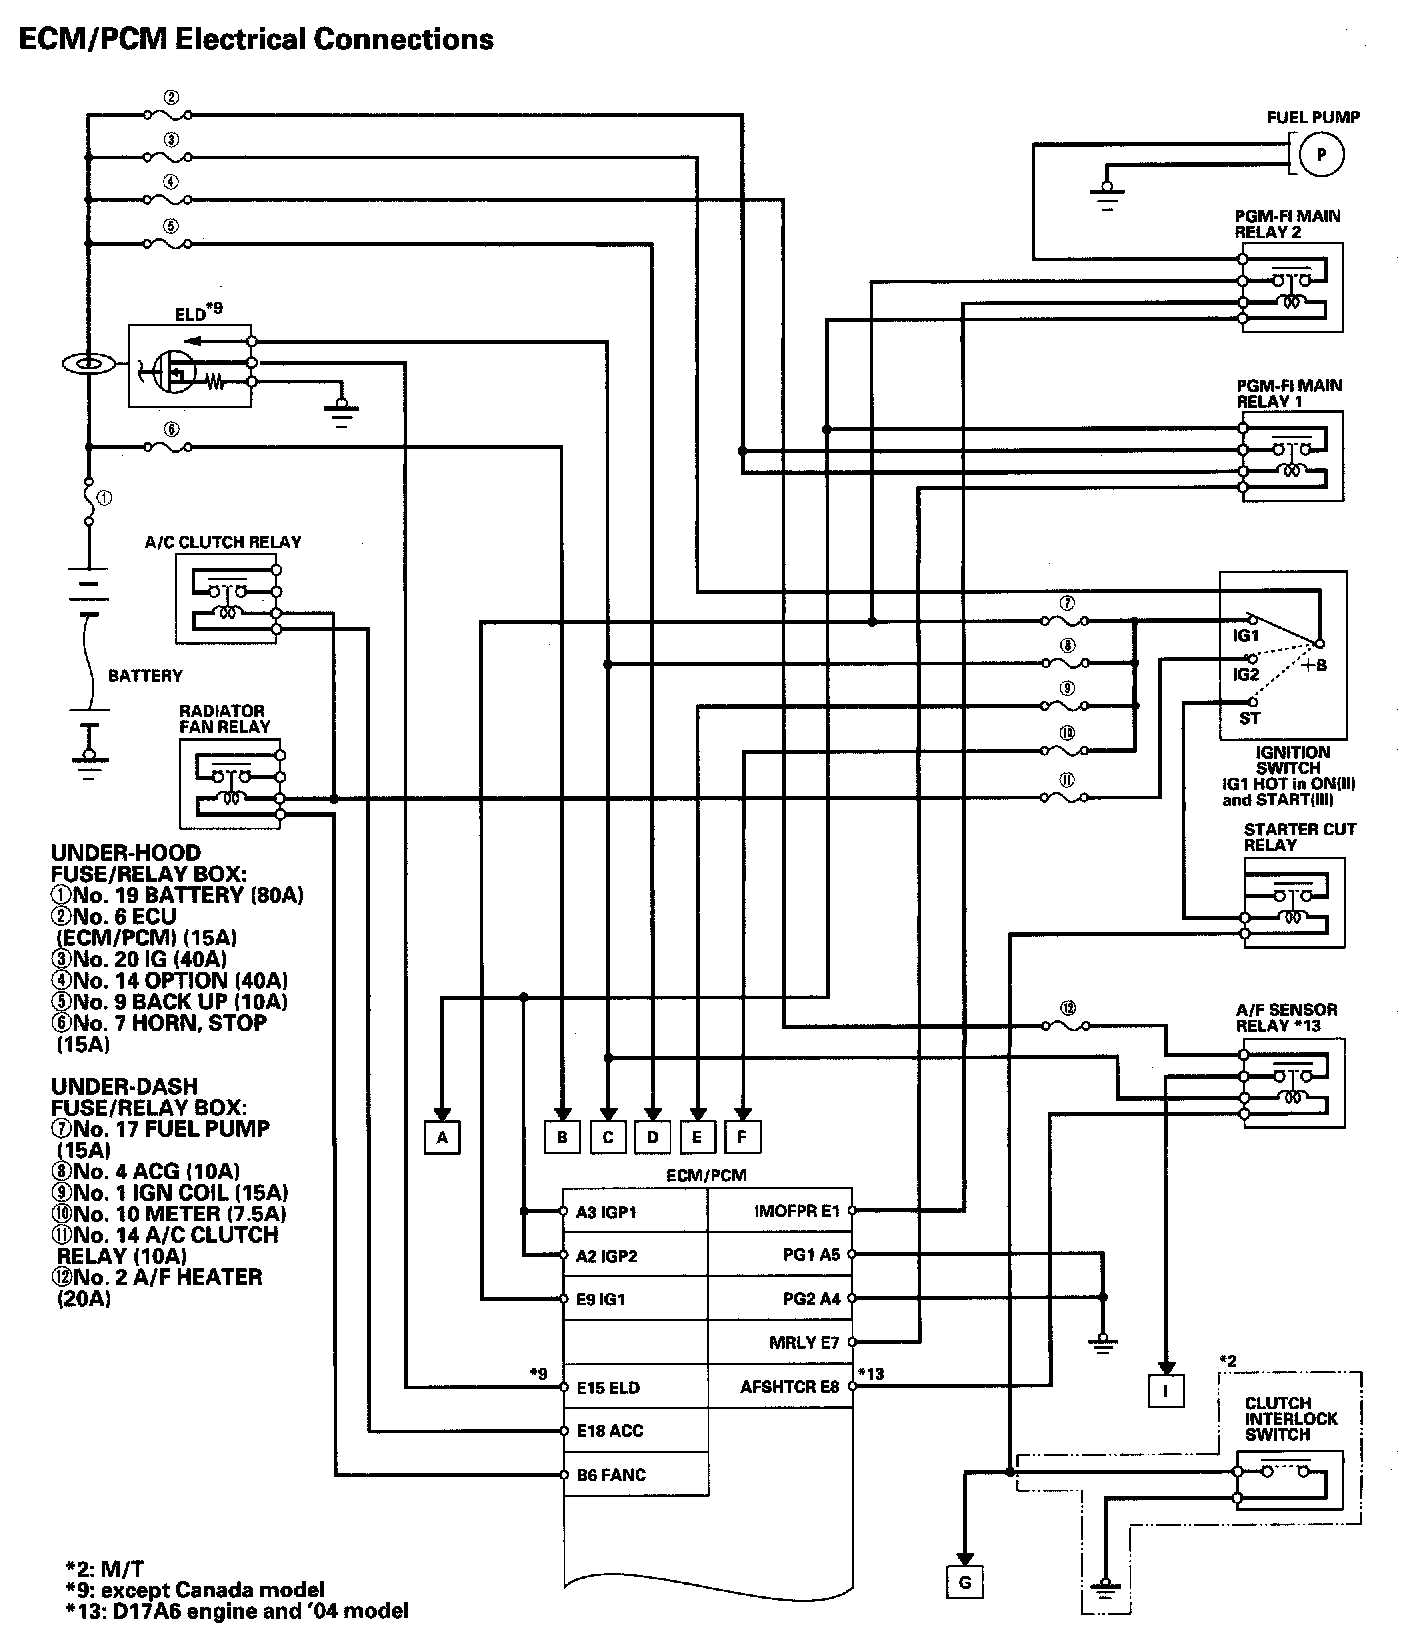 ECM/PCM Electrical Connections
②
③
④
⑤
FUEL PUMP
P
PGM-FI MAIN
RELAY 2
ELD*9
⑥
①
PGM-FI MAIN
RELAY 1
A/C CLUTCH RELAY
BATTERY
RADIATOR
FAN RELAY
⑦
⑧
⑨
⑩
⑪
IG1
IG2
+B
ST
IGNITION
SWITCH
IG1 HOT in ON(II)
and START(III)
STARTER CUT
RELAY
UNDER-HOOD
FUSE/RELAY BOX:
①No. 19 BATTERY (80A)
②No. 6 ECU
(ECM/PCM) (15A)
③No. 20 IG (40A)
④No. 14 OPTION (40A)
⑤No. 9 BACK UP (10A)
⑥No. 7 HORN, STOP
(15A)
UNDER-DASH
FUSE/RELAY BOX:
⑦No. 17 FUEL PUMP
(15A)
⑧No. 4 ACG (10A)
⑨No. 1 IGN COIL (15A)
⑩No. 10 METER (7.5A)
⑪No. 14 A/C CLUTCH
RELAY (10A)
⑫No. 2 A/F HEATER
(20A)
⑫
A/F SENSOR
RELAY *13
A
B
C
D
E
F
ECM/PCM
A3 IGP1
IMOFPR E1
A2 IGP2
PG1 A5
E9 IG1
PG2 A4
MRLY E7
*9
E15 ELD
AFSHTCR E8
*13
E18 ACC
B6 FANC
I
*2
CLUTCH
INTERLOCK
SWITCH
G
*2: M/T
*9: except Canada model
*13: D17A6 engine and '04 model